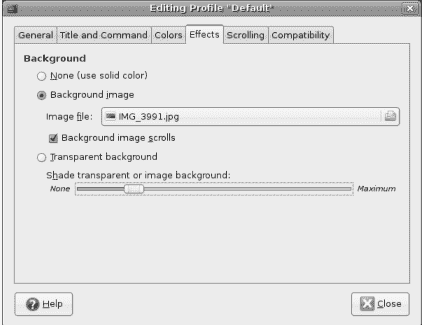 Editing Profile "Default"
General Title and Command Colors Effects Scrolling Compatibility
Background
None (use solid color)
Background image
Image file: IMG_3991.jpg
Background image scrolls
Transparent background
Shade transparent or image background:
None Maximum
Help Close